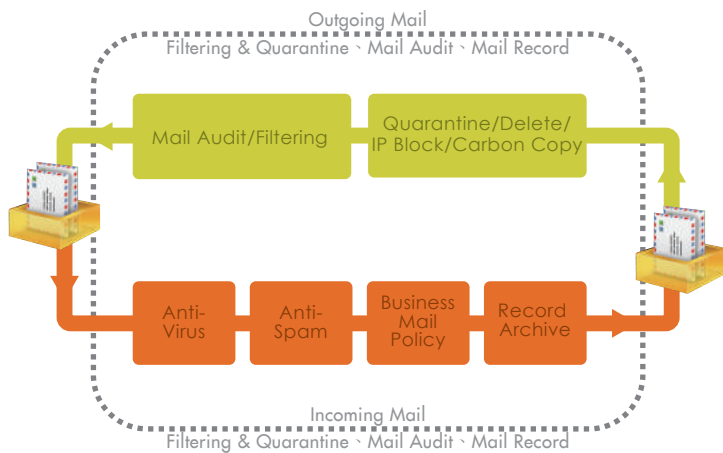 Outgoing Mail
Filtering & Quarantine、Mail Audit、Mail Record
Mail Audit/Filtering
Quarantine/Delete/
IP Block/Carbon Copy
Anti-
Virus
Anti-
Spam
Business
Mail
Policy
Record
Archive
Incoming Mail
Filtering & Quarantine、Mail Audit、Mail Record